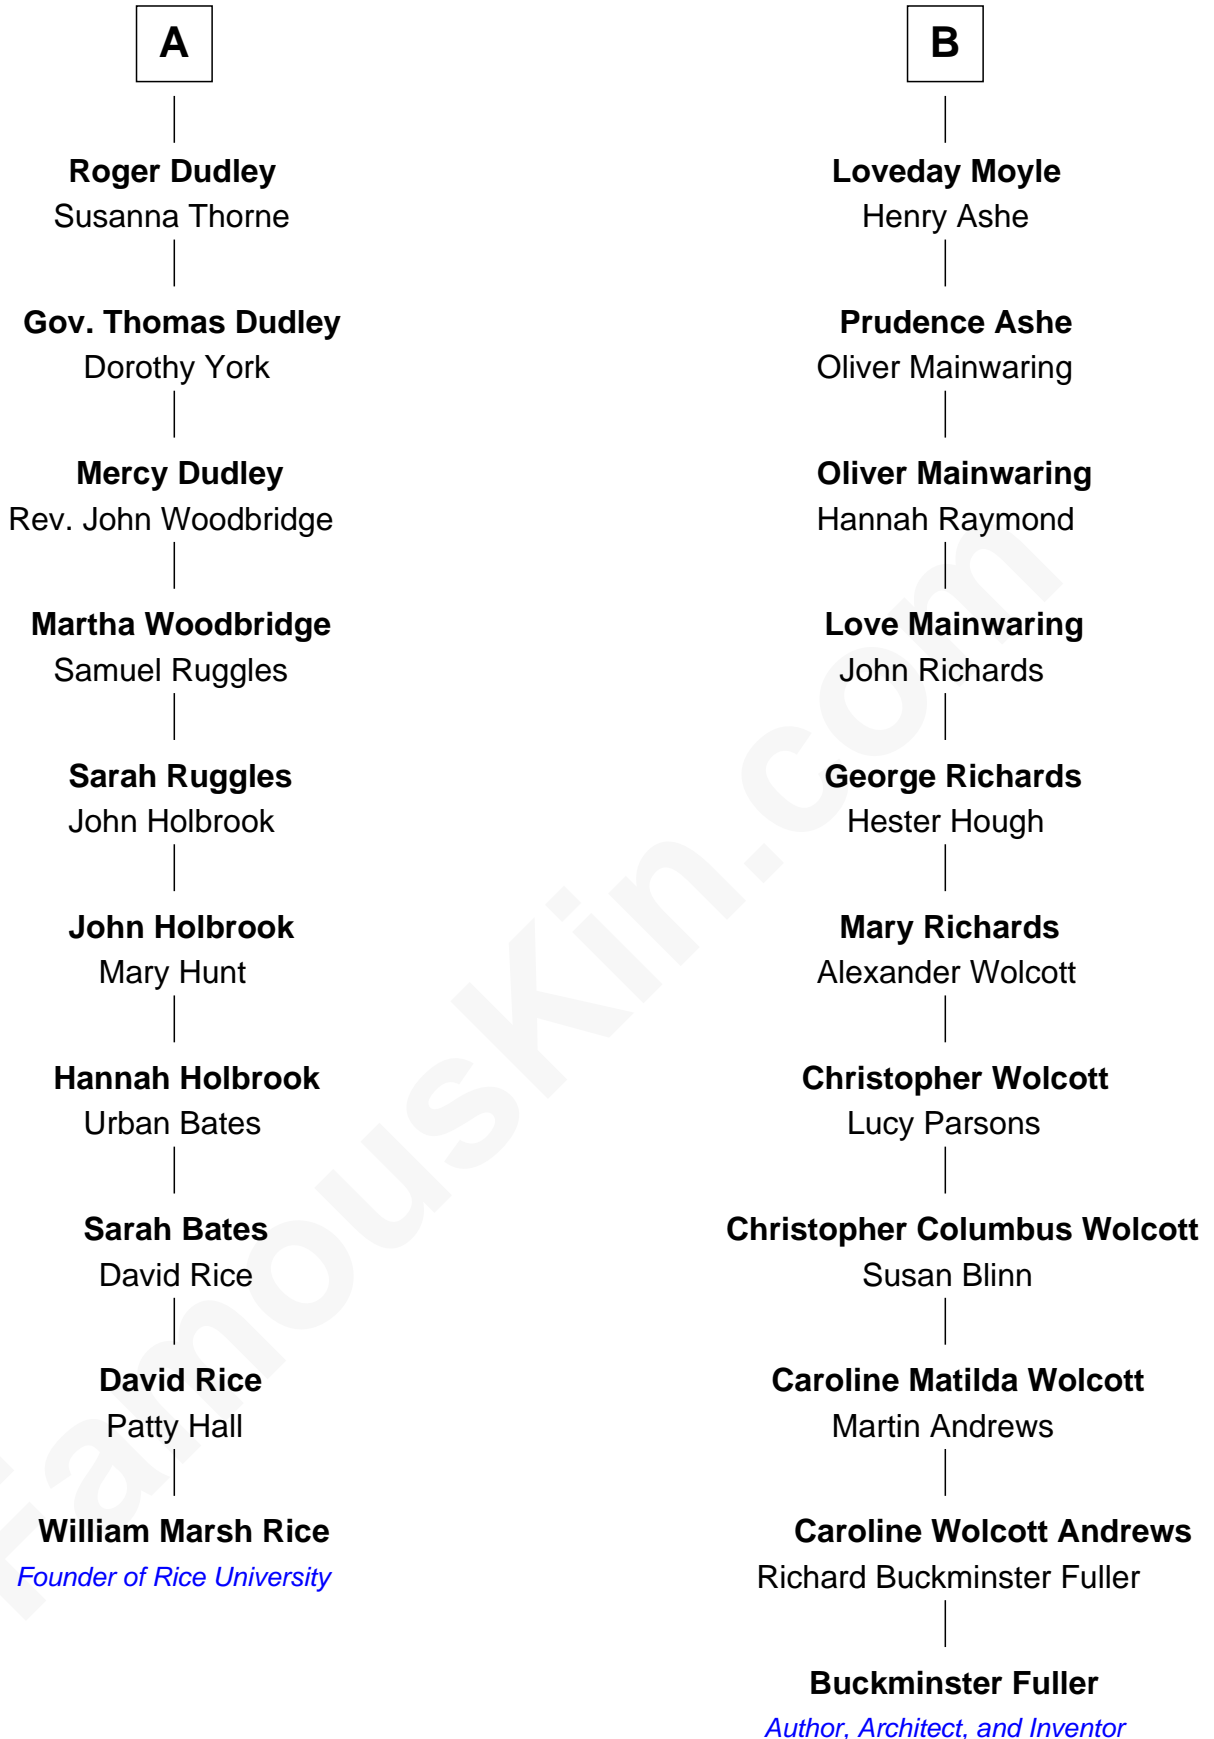 A
Roger Dudley
Susanna Thorne
Gov. Thomas Dudley
Dorothy York
Mercy Dudley
Rev. John Woodbridge
Martha Woodbridge
Samuel Ruggles
Sarah Ruggles
John Holbrook
John Holbrook
Mary Hunt
Hannah Holbrook
Urban Bates
Sarah Bates
David Rice
David Rice
Patty Hall
William Marsh Rice
Founder of Rice University
B
Loveday Moyle
Henry Ashe
Prudence Ashe
Oliver Mainwaring
Oliver Mainwaring
Hannah Raymond
Love Mainwaring
John Richards
George Richards
Hester Hough
Mary Richards
Alexander Wolcott
Christopher Wolcott
Lucy Parsons
Christopher Columbus Wolcott
Susan Blinn
Caroline Matilda Wolcott
Martin Andrews
Caroline Wolcott Andrews
Richard Buckminster Fuller
Buckminster Fuller
Author, Architect, and Inventor
FamousKin.com